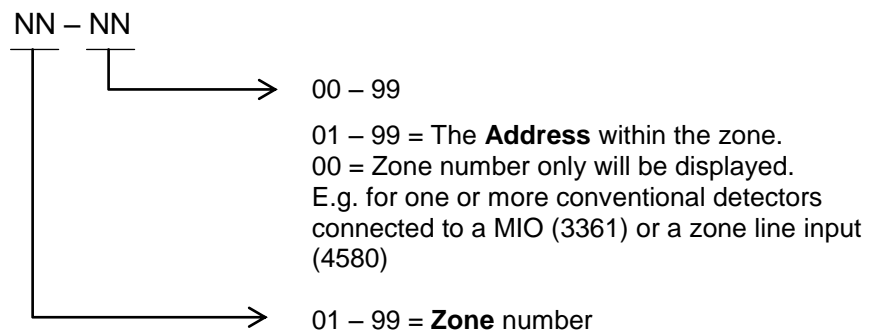 NN – NN
00 – 99
01 – 99 = The Address within the zone.
00 = Zone number only will be displayed.
E.g. for one or more conventional detectors
connected to a MIO (3361) or a zone line input
(4580)
01 – 99 = Zone number